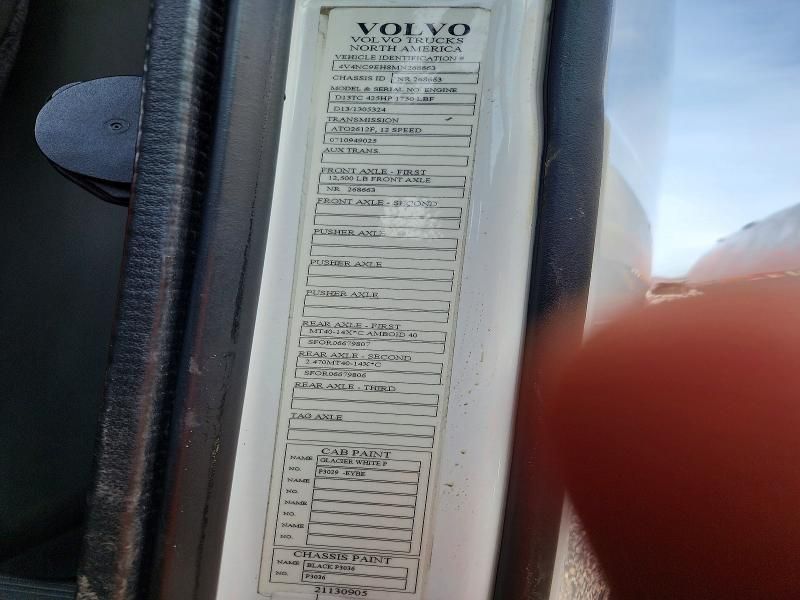 VOLVO
VOLVO TRUCKS
NORTH AMERICA
VEHICLE IDENTIFICATION #
4V4NC9EH8MN268663
CHASSIS ID NR 268663
MODEL & SERIAL NO. ENGINE
D13TC 425HP 1750 LBF
D13/1305324
TRANSMISSION
ATO2612F, 12 SPEED
0710949025
AUX TRANS.
FRONT AXLE - FIRST
12,500 LB FRONT AXLE
NR 268663
FRONT AXLE - SECOND
PUSHER AXLE
PUSHER AXLE
PUSHER AXLE
REAR AXLE - FIRST
MT40-14X*C AMBOID 40
SFOR06679807
REAR AXLE - SECOND
2.470MT40-14X*C
SFOR06679806
REAR AXLE - THIRD
TAG AXLE
CAB PAINT
NAME GLACIER WHITE P
NO. P3029 -KYBE
NAME
NO.
NAME
NO.
NAME
NO.
CHASSIS PAINT
NAME BLACK P3036
NO. P3036
21130905